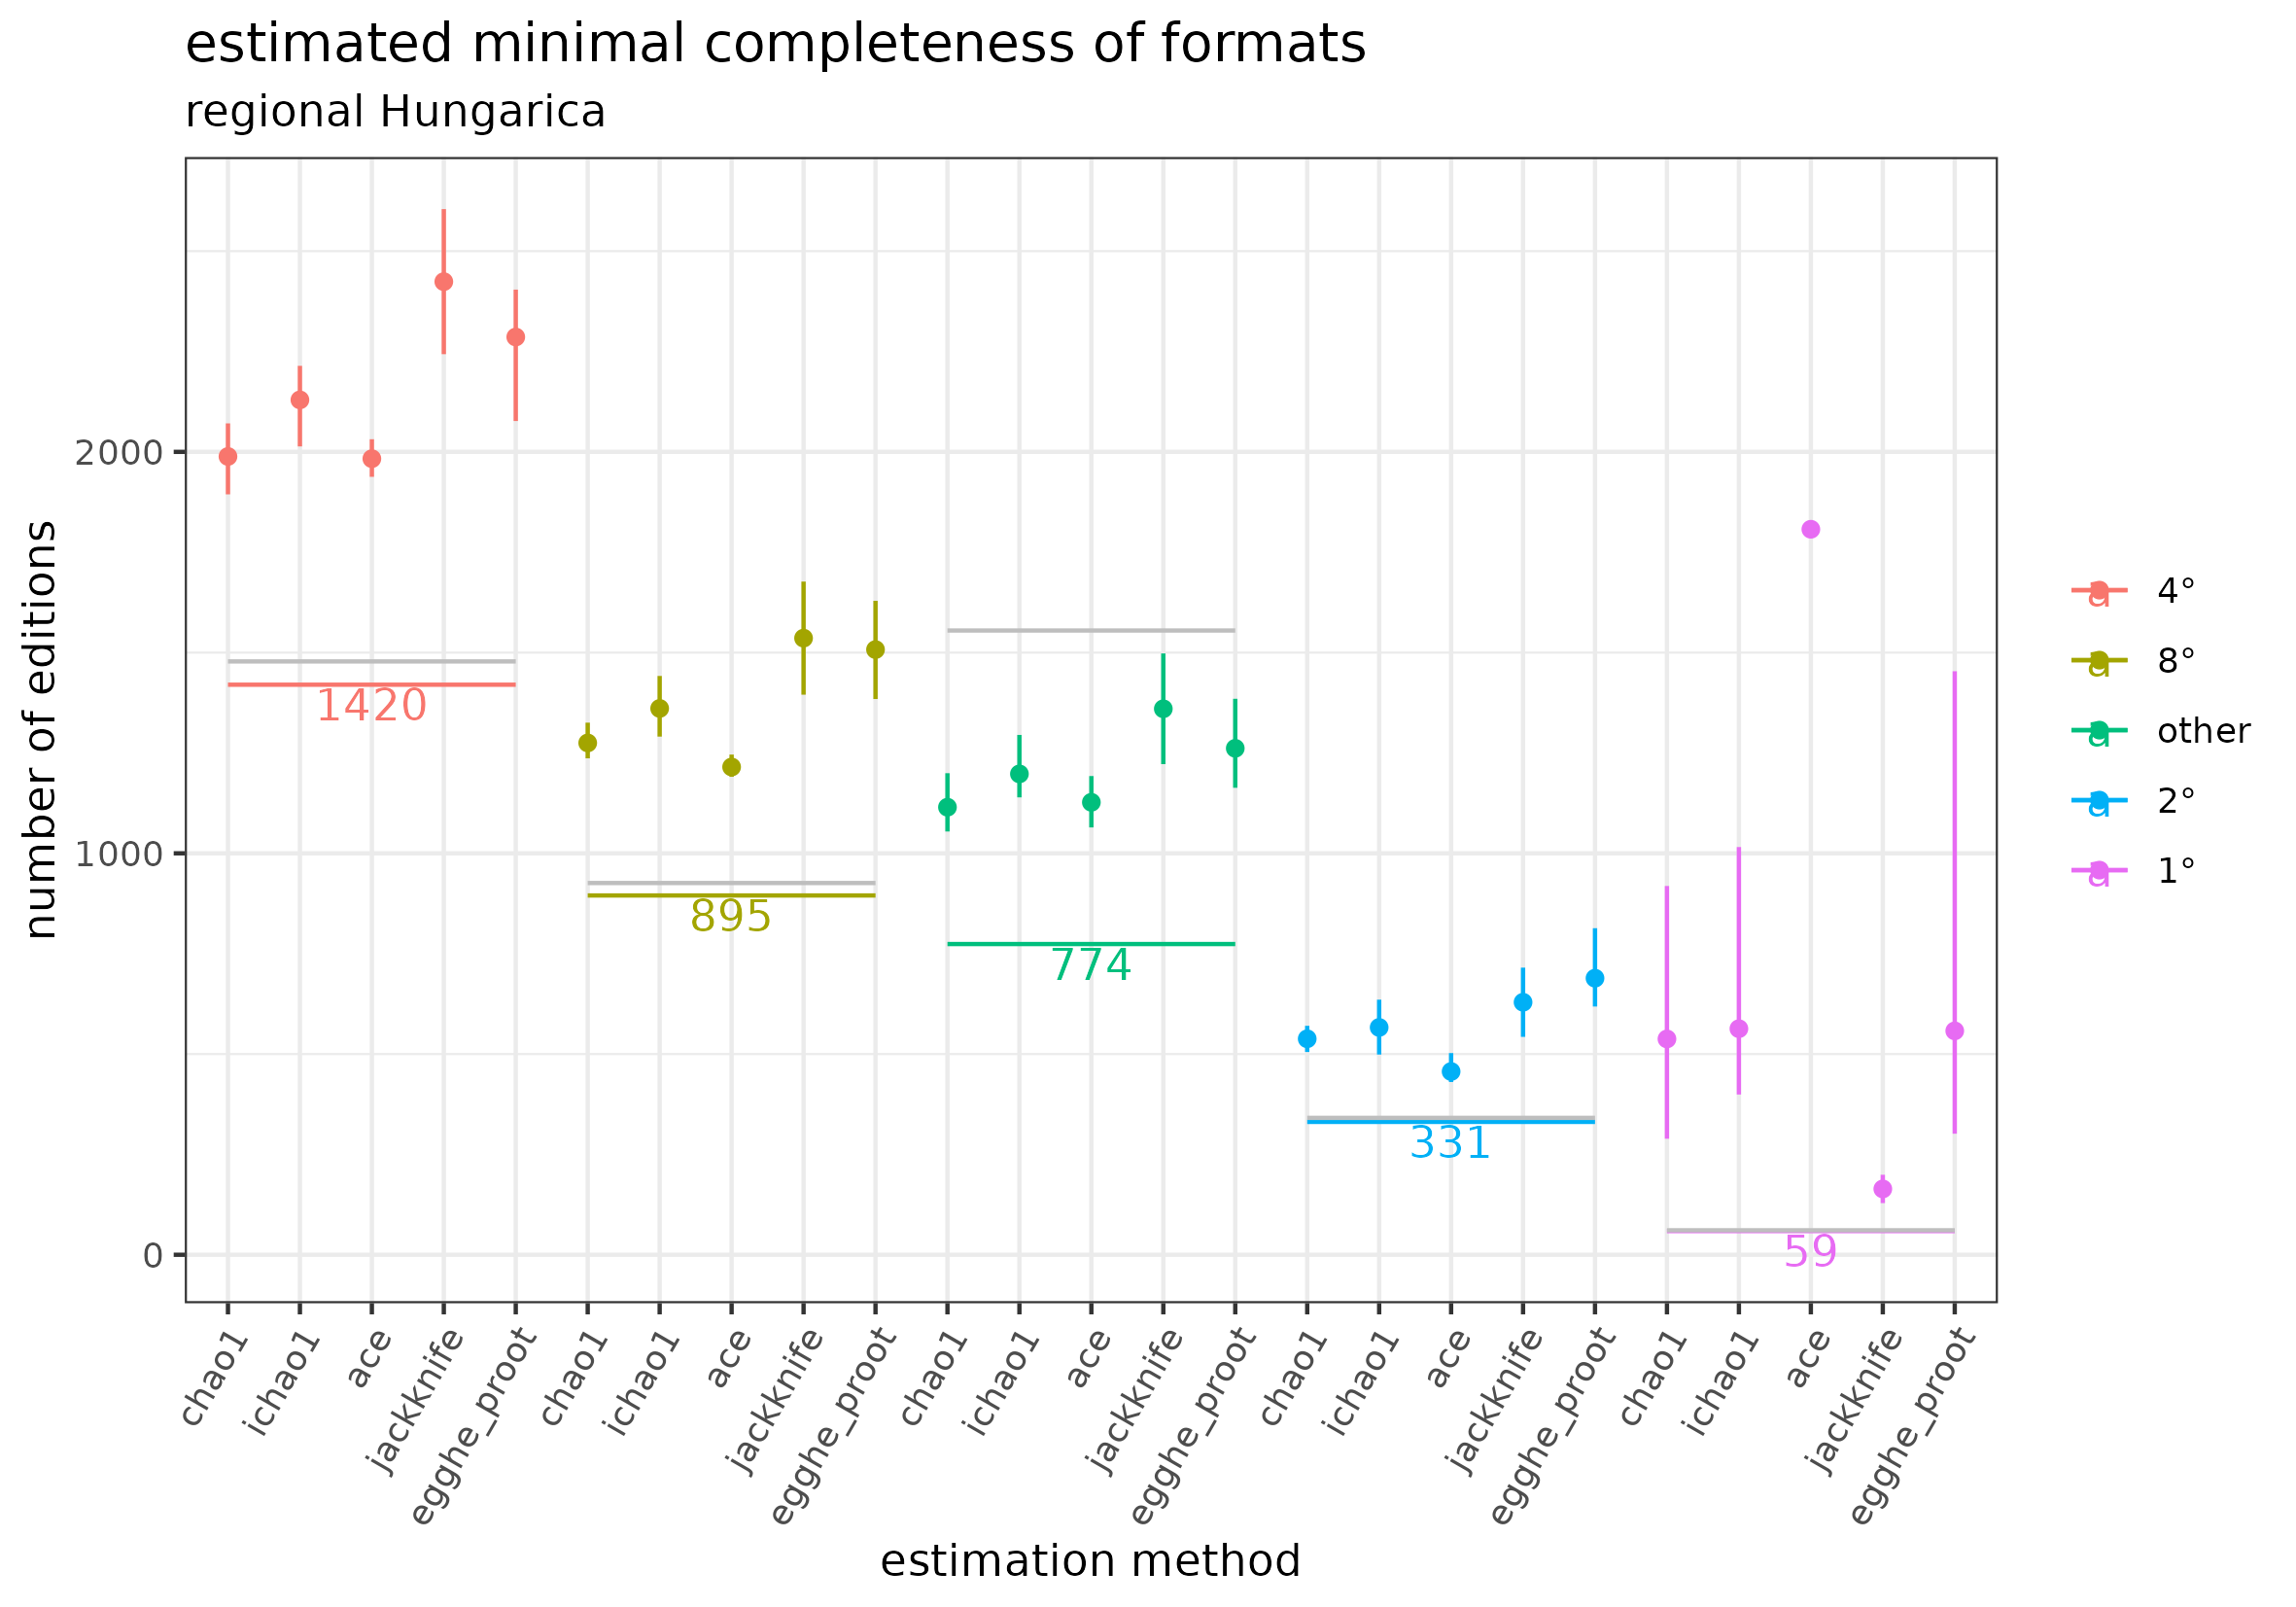 estimated minimal completeness of formats
regional Hungarica
number of editions
2000
1000
0
1420
895
774
331
59
chao1
ichao1
ace
jackknife
egghe_proot
chao1
ichao1
ace
jackknife
egghe_proot
chao1
ichao1
ace
jackknife
egghe_proot
chao1
ichao1
ace
jackknife
egghe_proot
chao1
ichao1
ace
jackknife
egghe_proot
estimation method
a 4°
a 8°
a other
a 2°
a 1°